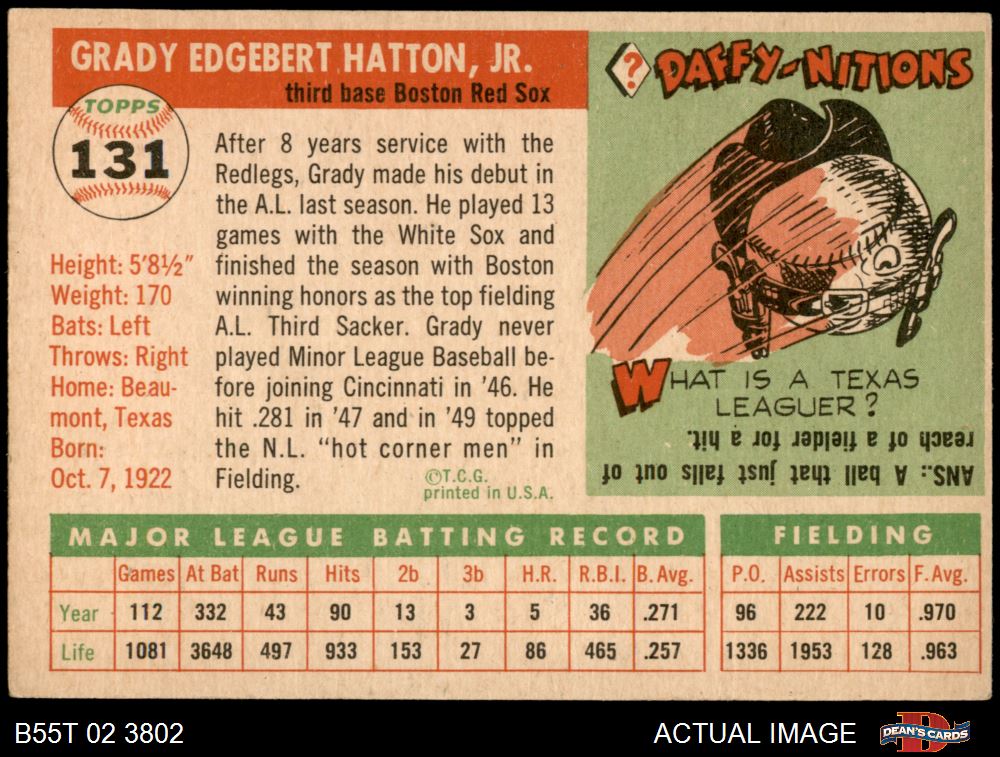 GRADY EDGEBERT HATTON, JR.
third base Boston Red Sox
TOPPS
131
Height: 5'8½"
Weight: 170
Bats: Left
Throws: Right
Home: Beau-
mont, Texas
Born:
Oct. 7, 1922
After 8 years service with the
Redlegs, Grady made his debut in
the A.L. last season. He played 13
games with the White Sox and
finished the season with Boston
winning honors as the top fielding
A.L. Third Sacker. Grady never
played Minor League Baseball be-
fore joining Cincinnati in '46. He
hit .281 in '47 and in '49 topped
the N.L. "hot corner men" in
Fielding.
©T.C.G.
printed in U.S.A.
? DAFFY-NITIONS
WHAT IS A TEXAS
LEAGUER?
ANS.: A ball that just falls out of
reach of a fielder for a hit.
MAJOR LEAGUE BATTING RECORD FIELDING
Games At Bat Runs Hits 2b 3b H.R. R.B.I. B. Avg. P.O. Assists Errors F. Avg.
Year 112 332 43 90 13 3 5 36 .271 96 222 10 .970
Life 1081 3648 497 933 153 27 86 465 .257 1336 1953 128 .963
B55T 02 3802 ACTUAL IMAGE D DEAN'S CARDS